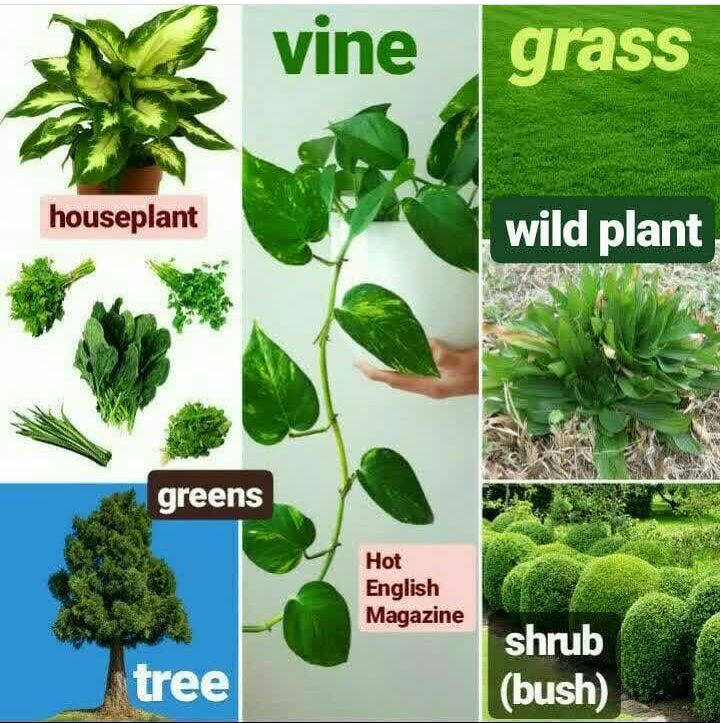 vine
grass
houseplant
wild plant
greens
Hot
English
Magazine
tree
shrub
(bush)